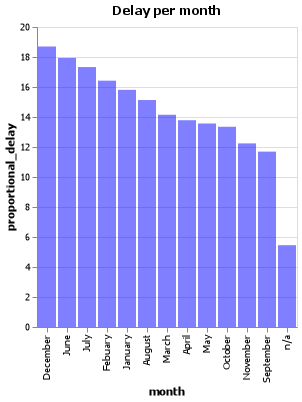 Delay per month
proportional_delay
20
18
16
14
12
10
8
6
4
2
0
December
June
July
Febuary
January
August
March
April
May
October
November
September
n/a
month